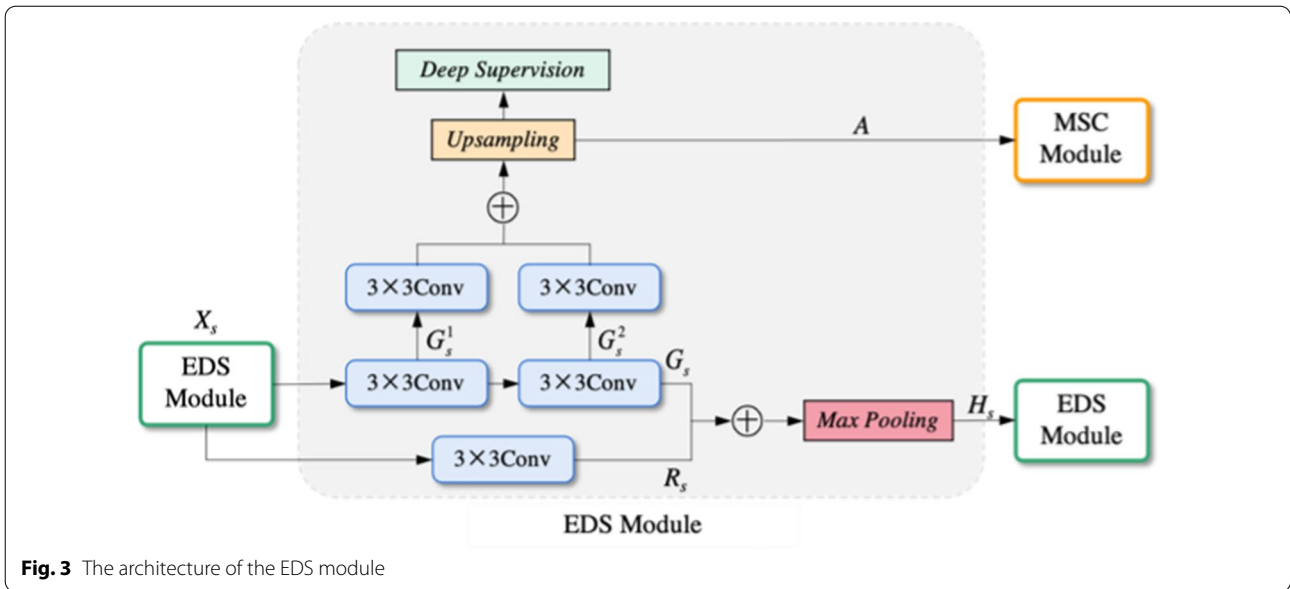 Deep Supervision
Upsampling
A
MSC
Module
3×3Conv
3×3Conv
X_s
G_s^1
G_s^2
G_s
EDS
Module
3×3Conv
3×3Conv
Max Pooling
H_s
EDS
Module
3×3Conv
R_s
EDS Module
Fig. 3 The architecture of the EDS module